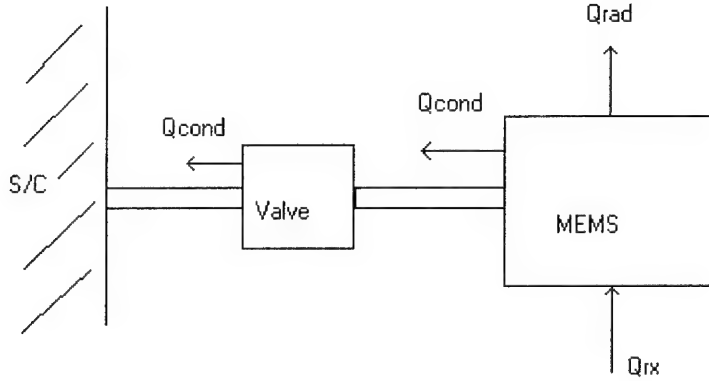 Qrad
Qcond
Qcond
S/C
Valve
MEMS
Qrx